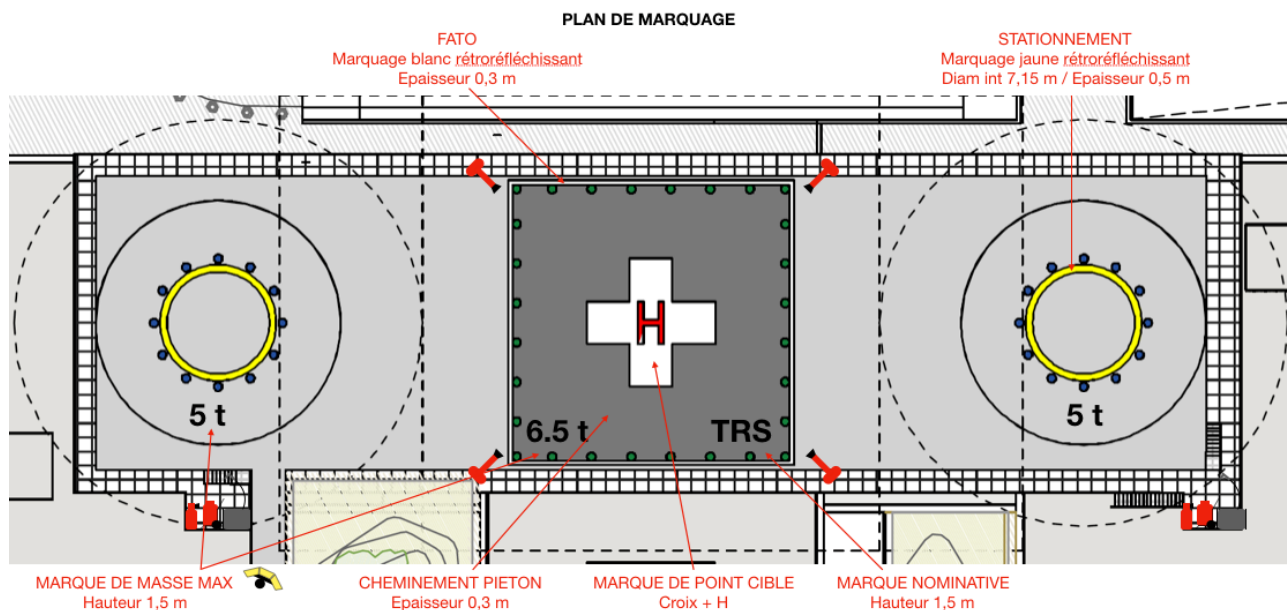 PLAN DE MARQUAGE
FATO
Marquage blanc rétroréfléchissant
Epaisseur 0,3 m
STATIONNEMENT
Marquage jaune rétroréfléchissant
Diam int 7,15 m / Epaisseur 0,5 m
H
5 t
6.5 t
TRS
5 t
MARQUE DE MASSE MAX
Hauteur 1,5 m
CHEMINEMENT PIETON
Epaisseur 0,3 m
MARQUE DE POINT CIBLE
Croix + H
MARQUE NOMINATIVE
Hauteur 1,5 m